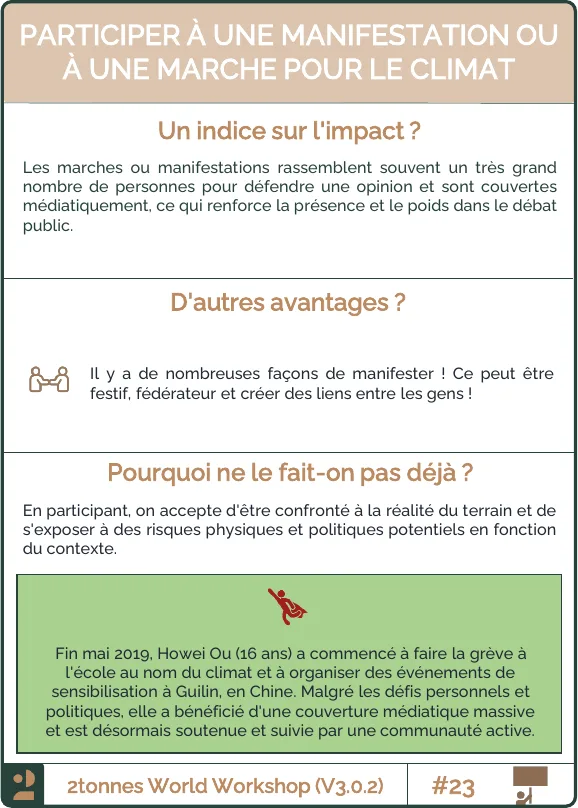 PARTICIPER À UNE MANIFESTATION OU
À UNE MARCHE POUR LE CLIMAT
Un indice sur l'impact ?
Les marches ou manifestations rassemblent souvent un très grand
nombre de personnes pour défendre une opinion et sont couvertes
médiatiquement, ce qui renforce la présence et le poids dans le débat
public.
D'autres avantages ?
Il y a de nombreuses façons de manifester ! Ce peut être
festif, fédérateur et créer des liens entre les gens !
Pourquoi ne le fait-on pas déjà ?
En participant, on accepte d'être confronté à la réalité du terrain et de
s'exposer à des risques physiques et politiques potentiels en fonction
du contexte.
Fin mai 2019, Howei Ou (16 ans) a commencé à faire la grève à
l'école au nom du climat et à organiser des événements de
sensibilisation à Guilin, en Chine. Malgré les défis personnels et
politiques, elle a bénéficié d'une couverture médiatique massive
et est désormais soutenue et suivie par une communauté active.
2tonnes World Workshop (V3.0.2)
#23